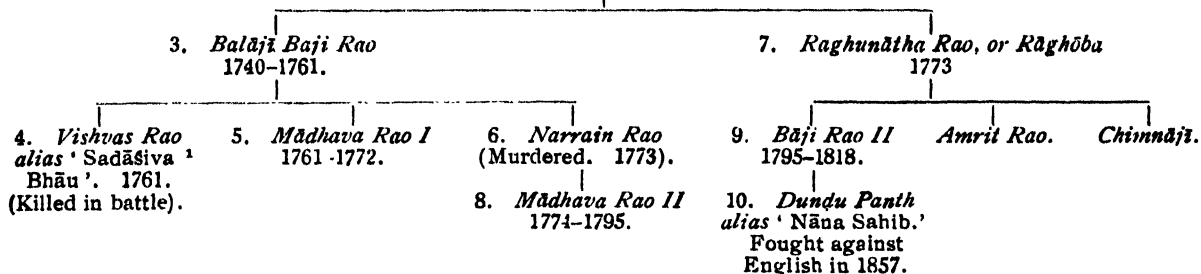 3. Balājī Baji Rao
1740–1761.
7. Raghunātha Rao, or Rāghōba
1773
4. Vishvas Rao
alias ‘ Sadāśiva ¹
Bhāu ’. 1761.
(Killed in battle).
5. Mādhava Rao I
1761 -1772.
6. Narrain Rao
(Murdered. 1773).
8. Mādhava Rao II
1774–1795.
9. Bāji Rao II
1795–1818.
10. Dunḍu Panth
alias ‘ Nāna Sahib.’
Fought against
English in 1857.
Amrit Rao.
Chimnājī.